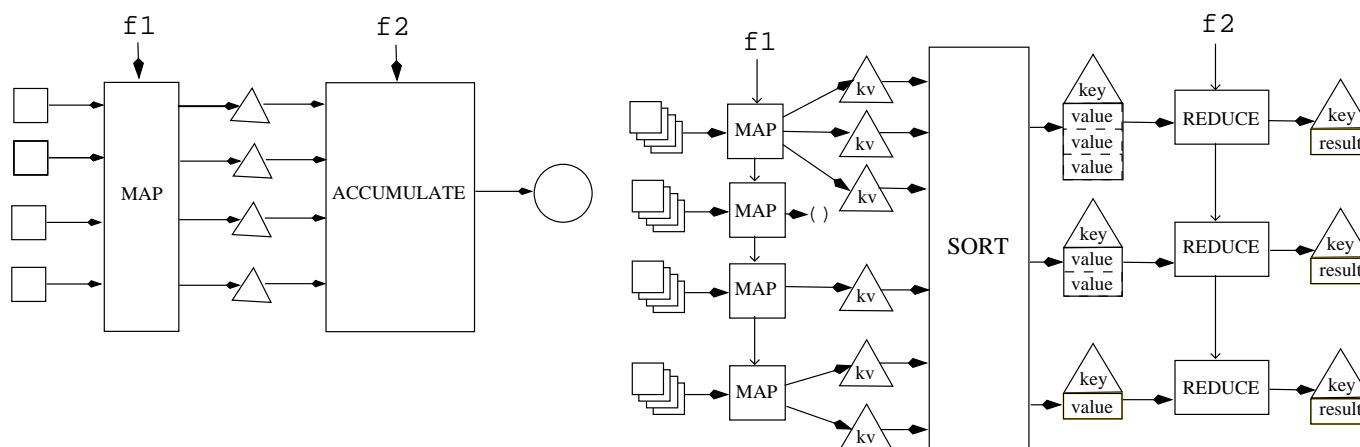 f1
f2
MAP
ACCUMULATE
f1
f2
MAP
kv
kv
kv
MAP
()
MAP
kv
MAP
kv
kv
SORT
key
value
value
value
REDUCE
key
result
key
value
value
REDUCE
key
result
key
value
REDUCE
key
result